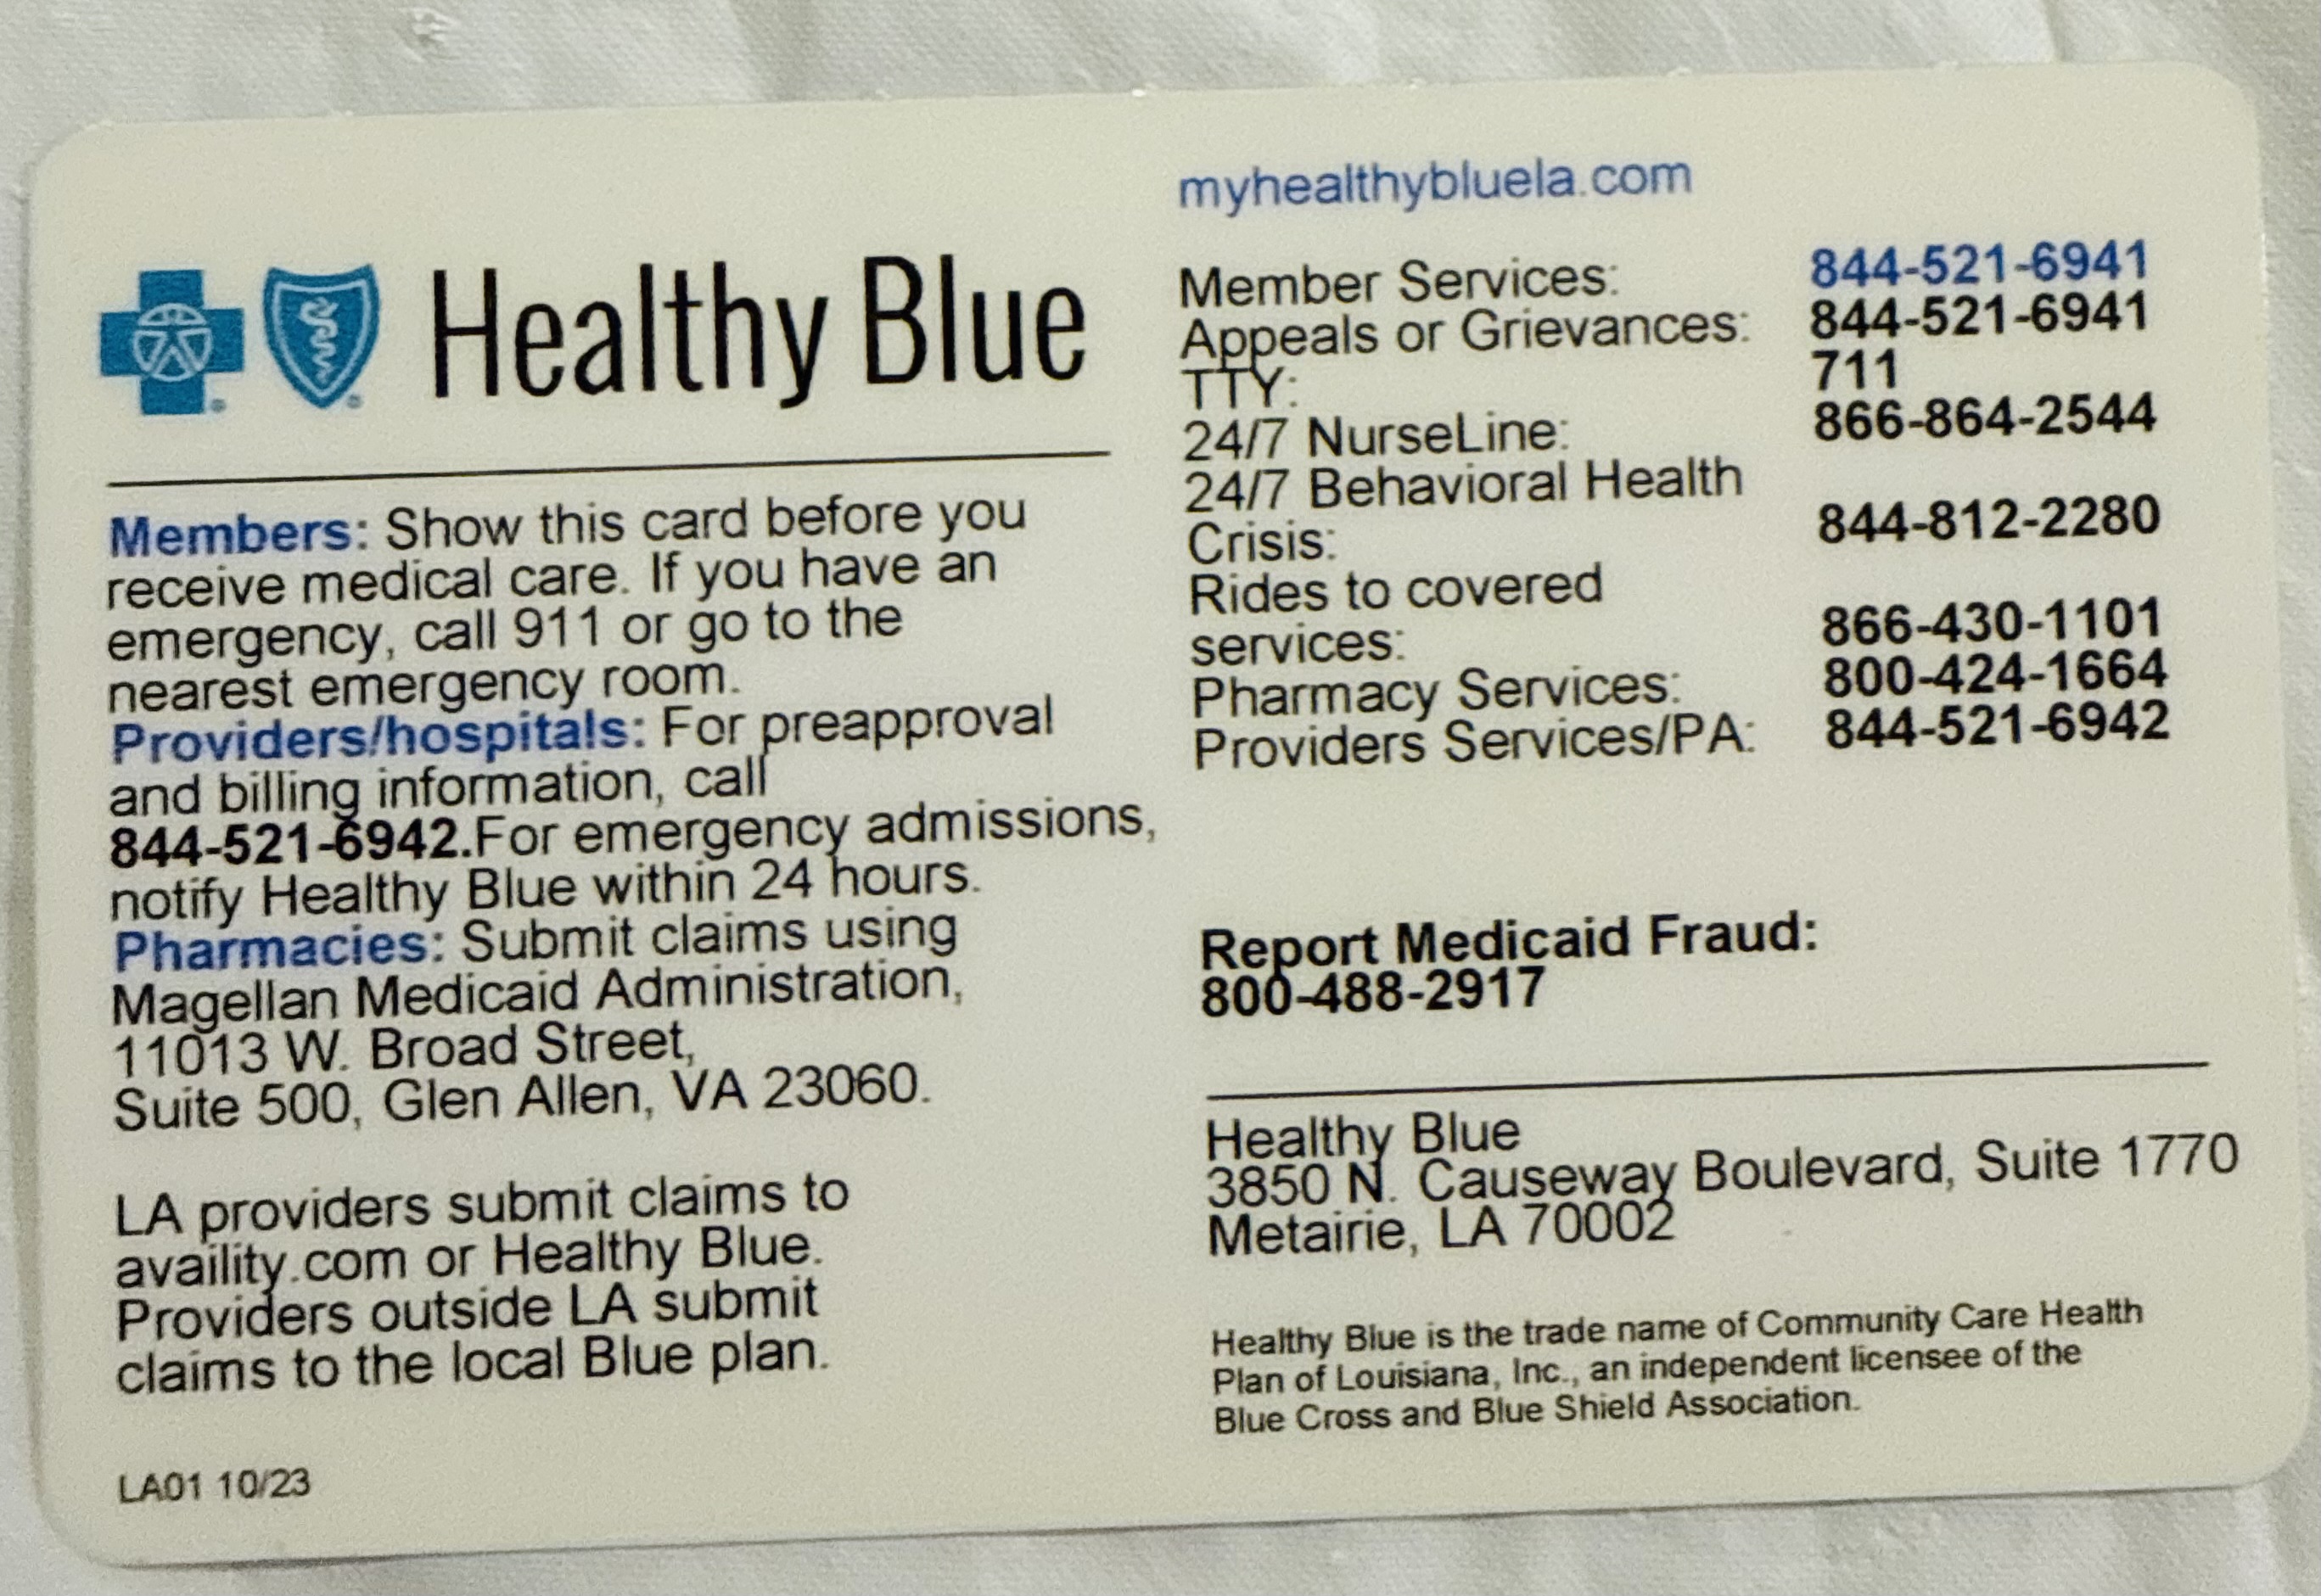 Healthy Blue
Members: Show this card before you
receive medical care. If you have an
emergency, call 911 or go to the
nearest emergency room.
Providers/hospitals: For preapproval
and billing information, call
844-521-6942.For emergency admissions,
notify Healthy Blue within 24 hours.
Pharmacies: Submit claims using
Magellan Medicaid Administration,
11013 W. Broad Street,
Suite 500, Glen Allen, VA 23060.
LA providers submit claims to
availity.com or Healthy Blue.
Providers outside LA submit
claims to the local Blue plan.
LA01 10/23
myhealthybluela.com
Member Services: 844-521-6941
Appeals or Grievances: 844-521-6941
TTY: 711
24/7 NurseLine: 866-864-2544
24/7 Behavioral Health
Crisis: 844-812-2280
Rides to covered
services: 866-430-1101
Pharmacy Services: 800-424-1664
Providers Services/PA: 844-521-6942
Report Medicaid Fraud:
800-488-2917
Healthy Blue
3850 N. Causeway Boulevard, Suite 1770
Metairie, LA 70002
Healthy Blue is the trade name of Community Care Health
Plan of Louisiana, Inc., an independent licensee of the
Blue Cross and Blue Shield Association.